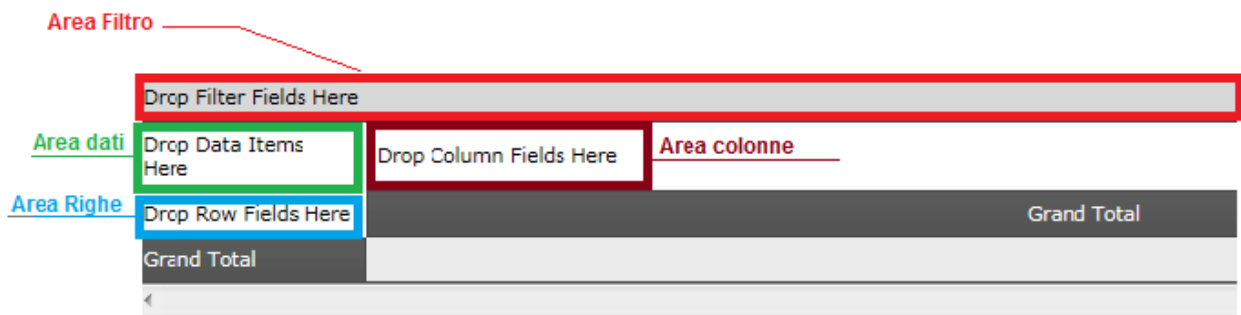 Area Filtro
Drop Filter Fields Here
Area dati
Drop Data Items
Here
Drop Column Fields Here
Area colonne
Area Righe
Drop Row Fields Here
Grand Total
Grand Total